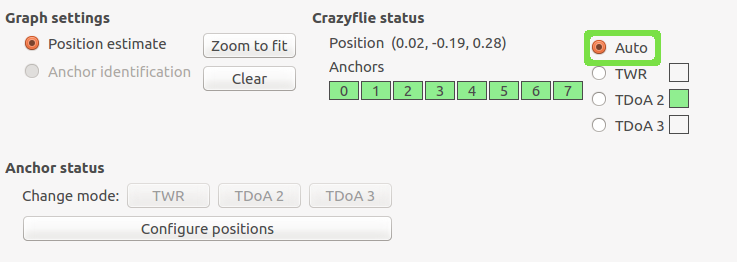 Graph settings
Position estimate
Anchor identification
Zoom to fit
Clear
Crazyflie status
Position (0.02, -0.19, 0.28)
Anchors
0 1 2 3 4 5 6 7
Auto
TWR
TDoA 2
TDoA 3
Anchor status
Change mode: TWR TDoA 2 TDoA 3
Configure positions